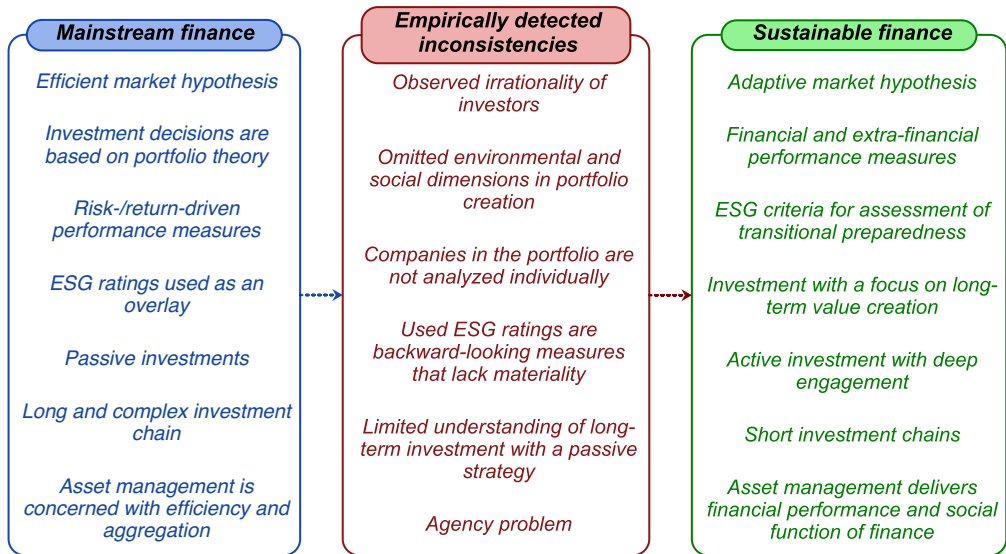 Mainstream finance
Efficient market hypothesis
Investment decisions are
based on portfolio theory
Risk-/return-driven
performance measures
ESG ratings used as an
overlay
Passive investments
Long and complex investment
chain
Asset management is
concerned with efficiency and
aggregation
Empirically detected
inconsistencies
Observed irrationality of
investors
Omitted environmental and
social dimensions in portfolio
creation
Companies in the portfolio are
not analyzed individually
Used ESG ratings are
backward-looking measures
that lack materiality
Limited understanding of long-
term investment with a passive
strategy
Agency problem
Sustainable finance
Adaptive market hypothesis
Financial and extra-financial
performance measures
ESG criteria for assessment of
transitional preparedness
Investment with a focus on long-
term value creation
Active investment with deep
engagement
Short investment chains
Asset management delivers
financial performance and social
function of finance